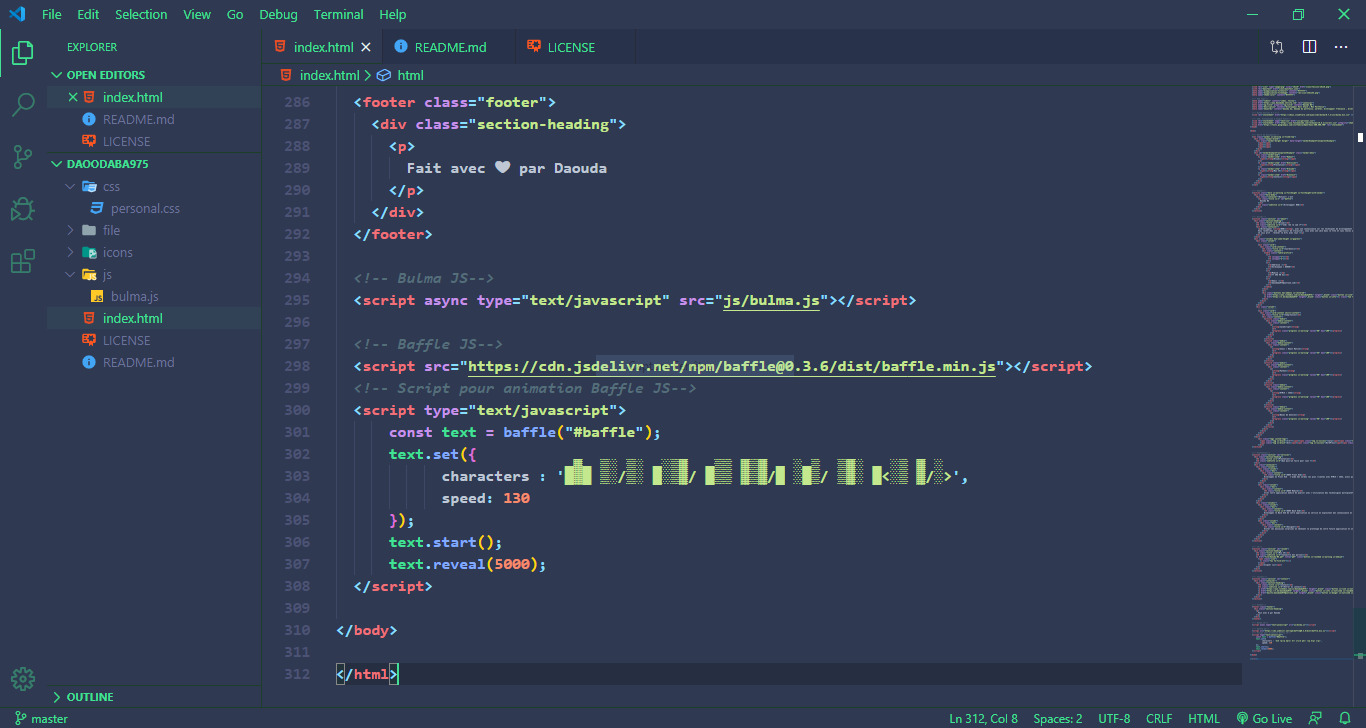 File Edit Selection View Go Debug Terminal Help
EXPLORER
OPEN EDITORS
index.html
README.md
LICENSE
DAOODABA975
css
personal.css
file
icons
js
bulma.js
index.html
LICENSE
README.md
OUTLINE
index.html README.md LICENSE
index.html > html
286 <footer class="footer">
287 <div class="section-heading">
288 <p>
289 Fait avec 🤍 par Daouda
290 </p>
291 </div>
292 </footer>
293
294 <!-- Bulma JS-->
295 <script async type="text/javascript" src="js/bulma.js"></script>
296
297 <!-- Baffle JS-->
298 <script src="https://cdn.jsdelivr.net/npm/baffle@0.3.6/dist/baffle.min.js"></script>
299 <!-- Script pour animation Baffle JS-->
300 <script type="text/javascript">
301 const text = baffle("#baffle");
302 text.set({
303 characters : '█▓█ ▒░/▒░ █░▒▓/ █▒▒ ▓▒▓/█ ░█▒/ ▒▓░ █<░▒ ▓/░>',
304 speed: 130
305 });
306 text.start();
307 text.reveal(5000);
308 </script>
309
310 </body>
311
312 </html>
master Ln 312, Col 8 Spaces: 2 UTF-8 CRLF HTML Go Live